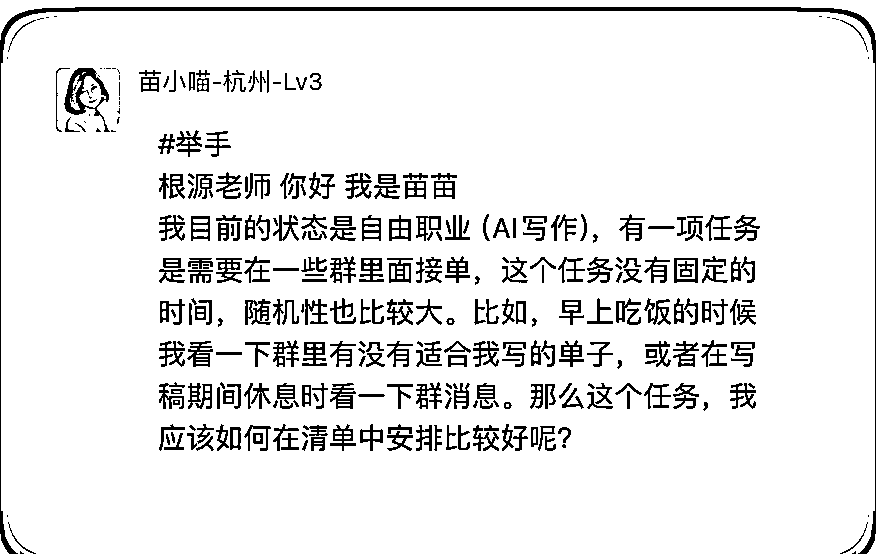 苗小喵-杭州-Lv3
#举手
根源老师 你好 我是苗苗
我目前的状态是自由职业（AI写作），有一项任务
是需要在一些群里面接单，这个任务没有固定的
时间，随机性也比较大。比如，早上吃饭的时候
我看一下群里有没有适合我写的单子，或者在写
稿期间休息时看一下群消息。那么这个任务，我
应该如何在清单中安排比较好呢？